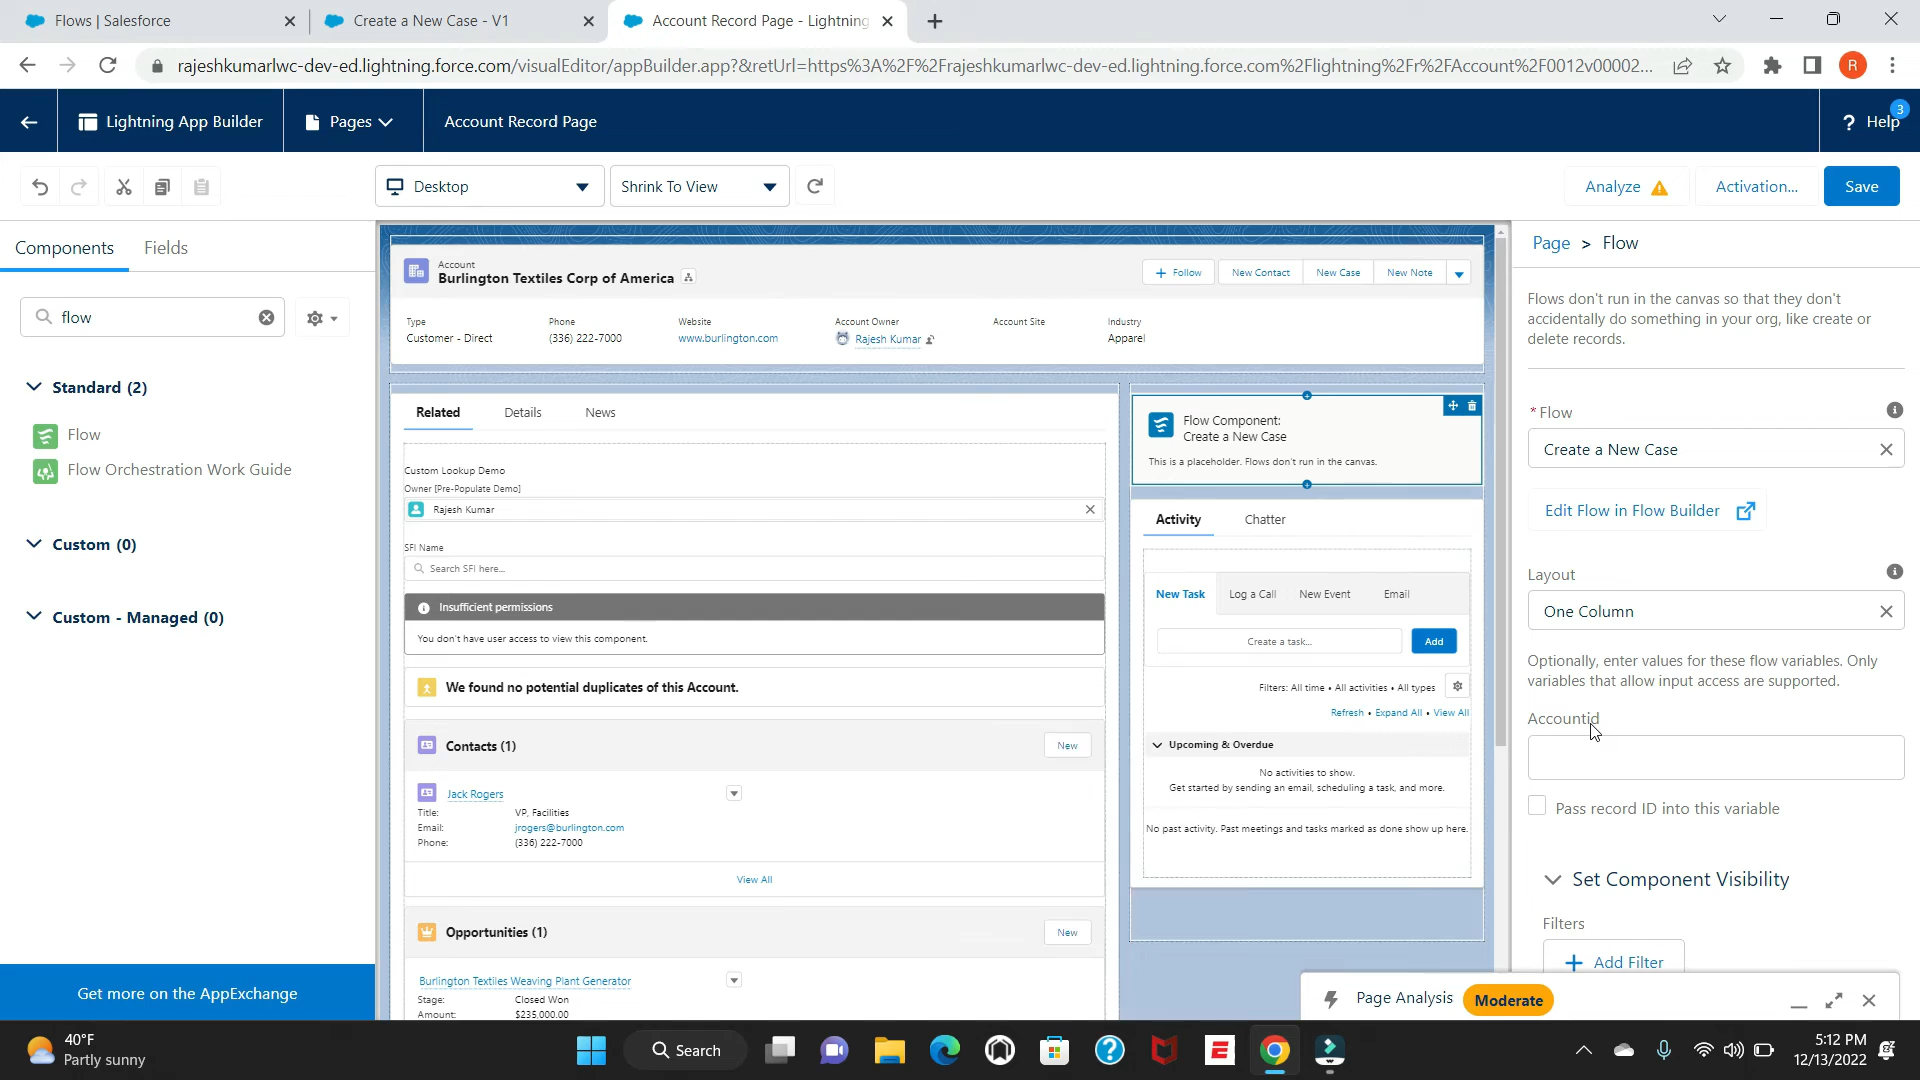 Flows | Salesforce
Create a New Case - V1
Account Record Page - Lightning
rajeshkumarlwc-dev-ed.lightning.force.com/visualEditor/appBuilder.app?&retUrl=https%3A%2F%2Frajeshkumarlwc-dev-ed.lightning.force.com%2Flightning%2Fr%2FAccount%2F0012v00002...
R
Lightning App Builder
Pages
Account Record Page
3
? Help
Desktop
Shrink To View
Analyze
Activation...
Save
Components
Fields
flow
Standard (2)
Flow
Flow Orchestration Work Guide
Custom (0)
Custom - Managed (0)
Get more on the AppExchange
Account
Burlington Textiles Corp of America
+ Follow
New Contact
New Case
New Note
Type
Customer - Direct
Phone
(336) 222-7000
Website
www.burlington.com
Account Owner
Rajesh Kumar
Account Site
Industry
Apparel
Related
Details
News
Custom Lookup Demo
Owner [Pre-Populate Demo]
Rajesh Kumar
SFI Name
Search SFI here...
Insufficient permissions
You don't have user access to view this component.
We found no potential duplicates of this Account.
Contacts (1)
New
Jack Rogers
Title: VP, Facilities
Email: jrogers@burlington.com
Phone: (336) 222-7000
View All
Opportunities (1)
New
Burlington Textiles Weaving Plant Generator
Stage: Closed Won
Amount: $235,000.00
Flow Component:
Create a New Case
This is a placeholder. Flows don't run in the canvas.
Activity
Chatter
New Task
Log a Call
New Event
Email
Create a task...
Add
Filters: All time • All activities • All types
Refresh • Expand All • View All
Upcoming & Overdue
No activities to show.
Get started by sending an email, scheduling a task, and more.
No past activity. Past meetings and tasks marked as done show up here.
Page > Flow
Flows don't run in the canvas so that they don't
accidentally do something in your org, like create or
delete records.
* Flow
Create a New Case
Edit Flow in Flow Builder
Layout
One Column
Optionally, enter values for these flow variables. Only
variables that allow input access are supported.
Accountid
Pass record ID into this variable
Set Component Visibility
Filters
+ Add Filter
Page Analysis
Moderate
40°F
Partly sunny
Search
5:12 PM
12/13/2022